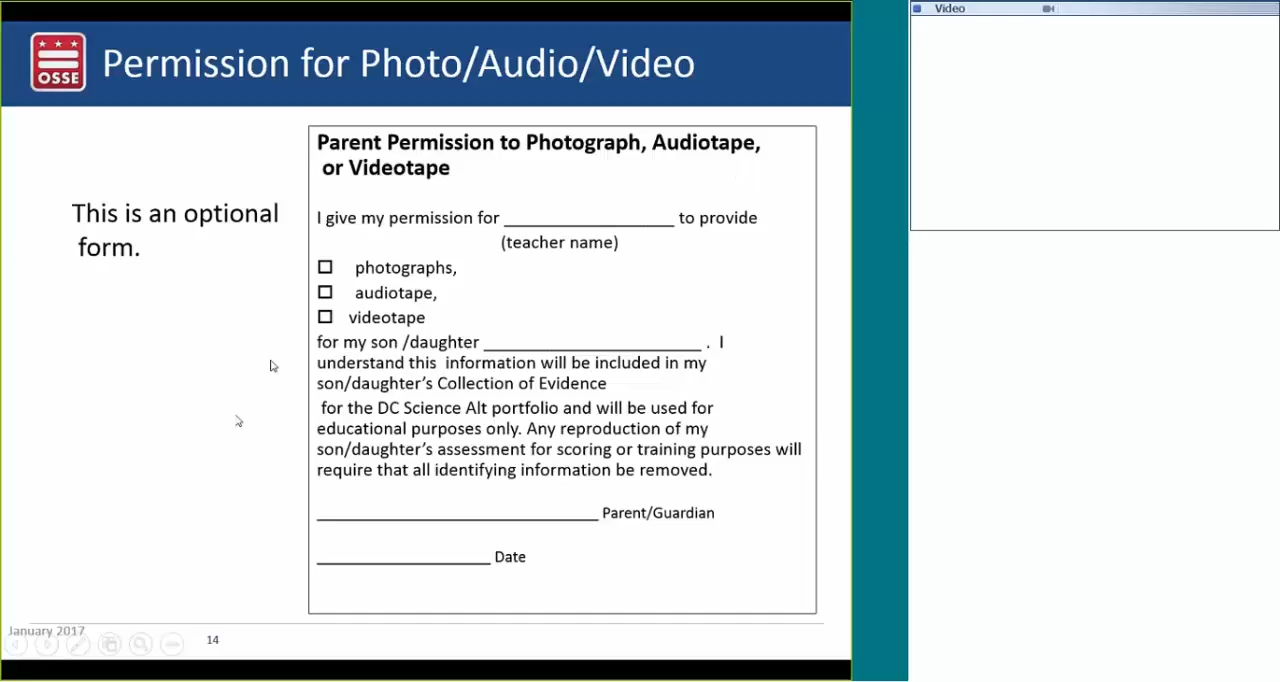 Video
OSSE
Permission for Photo/Audio/Video
This is an optional
form.
Parent Permission to Photograph, Audiotape,
or Videotape
I give my permission for ____________________ to provide
(teacher name)
photographs,
audiotape,
videotape
for my son /daughter _________________________ . I
understand this information will be included in my
son/daughter’s Collection of Evidence
for the DC Science Alt portfolio and will be used for
educational purposes only. Any reproduction of my
son/daughter’s assessment for scoring or training purposes will
require that all identifying information be removed.
_________________________________ Parent/Guardian
____________________ Date
January 2017
14